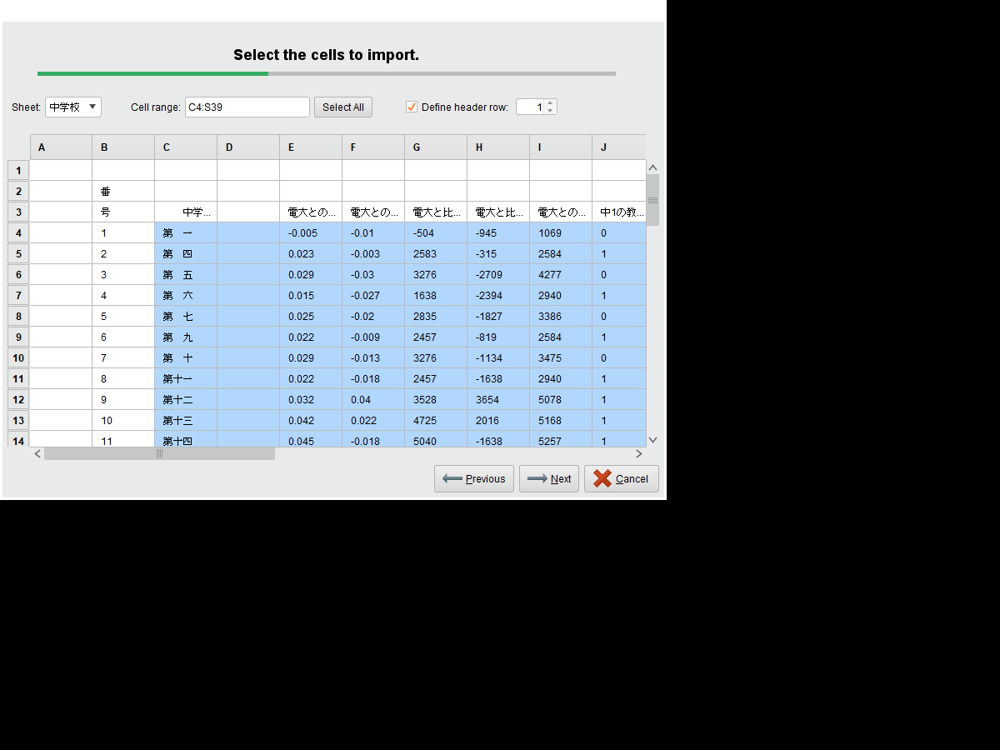 Select the cells to import.
Sheet: 中学校 Cell range: C4:S39 Select All Define header row: 1
A B C D E F G H I J
1
2 番
3 号 中学... 電大との... 電大との... 電大と比... 電大と比... 電大との... 中1の教...
4 1 第　一 -0.005 -0.01 -504 -945 1069 0
5 2 第　四 0.023 -0.003 2583 -315 2584 1
6 3 第　五 0.029 -0.03 3276 -2709 4277 0
7 4 第　六 0.015 -0.027 1638 -2394 2940 1
8 5 第　七 0.025 -0.02 2835 -1827 3386 0
9 6 第　九 0.022 -0.009 2457 -819 2584 1
10 7 第　十 0.029 -0.013 3276 -1134 3475 0
11 8 第十一 0.022 -0.018 2457 -1638 2940 1
12 9 第十二 0.032 0.04 3528 3654 5078 1
13 10 第十三 0.042 0.022 4725 2016 5168 1
14 11 第十四 0.045 -0.018 5040 -1638 5257 1
Previous Next Cancel